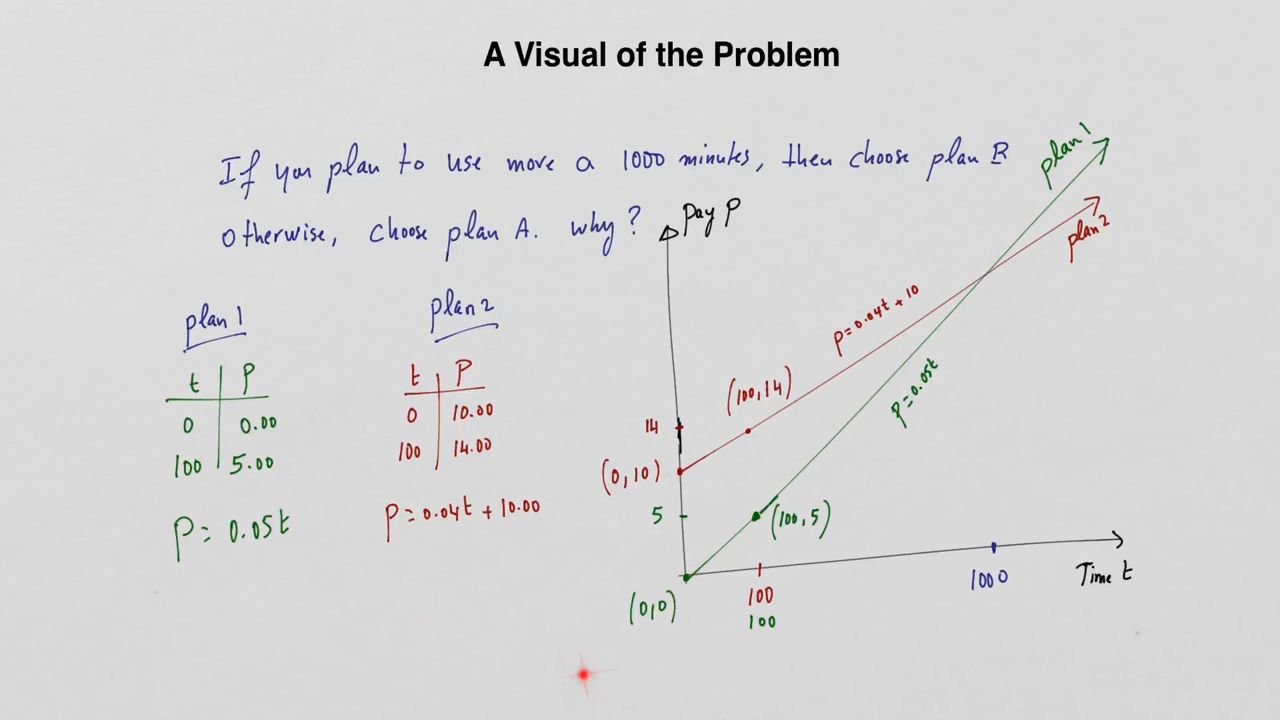 A Visual of the Problem
If you plan to use move a 1000 minutes, then choose plan B
otherwise, choose plan A. why?
plan 1
t P
0 0.00
100 5.00
P = 0.05t
plan 2
t P
0 10.00
100 14.00
P = 0.04t + 10.00
Pay P
plan 1
plan 2
P = 0.04t + 10
P = 0.05t
(100, 14)
14
(0, 10)
5
(100, 5)
(0,0)
100
100
1000
Time t